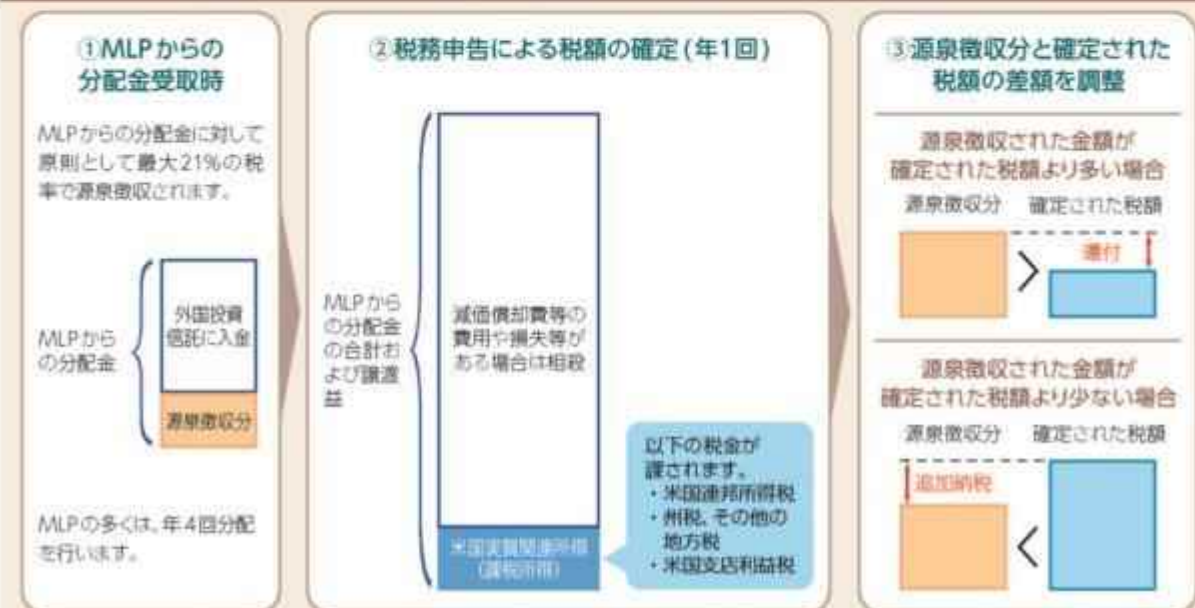 ①MLPからの
分配金受取時
MLPからの分配金に対して
原則として最大21%の税
率で源泉徴収されます。
MLPから
の分配金
外国投資
信託に入金
源泉徴収分
MLPの多くは、年4回分配
を行います。
②税務申告による税額の確定(年1回)
MLPから
の分配金
の合計お
よび譲渡
益
減価償却費等の
費用や損失等が
ある場合は相殺
米国実質関連所得
(課税所得)
以下の税金が
課されます。
・米国連邦所得税
・州税、その他の
地方税
・米国支店利益税
③源泉徴収分と確定された
税額の差額を調整
源泉徴収された金額が
確定された税額より多い場合
源泉徴収分 確定された税額
>
還付
源泉徴収された金額が
確定された税額より少ない場合
源泉徴収分 確定された税額
追加納税
<